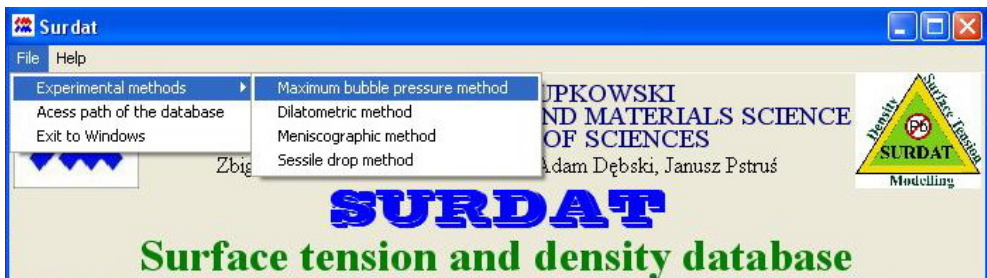 Surdat
File Help
Experimental methods
Acess path of the database
Exit to Windows
Maximum bubble pressure method
Dilatometric method
Meniscographic method
Sessile drop method
UPKOWSKI
ND MATERIALS SCIENCE
OF SCIENCES
Zbig
Adam Dębski, Janusz Pstruś
Density
Surface Tension
Pb
SURDAT
Modelling
SURDAT
Surface tension and density database